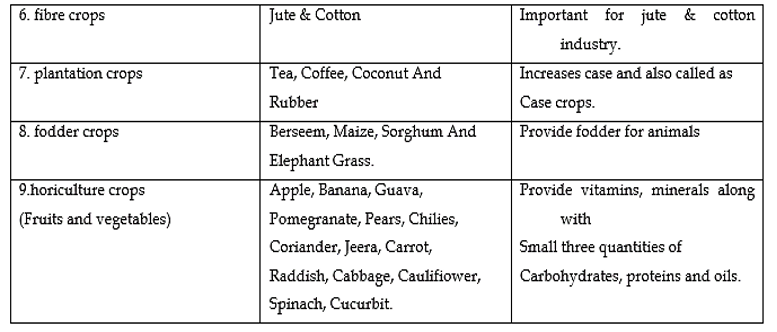 6. fibre crops
Jute & Cotton
Important for jute & cotton
industry.
7. plantation crops
Tea, Coffee, Coconut And
Rubber
Increases case and also called as
Case crops.
8. fodder crops
Berseem, Maize, Sorghum And
Elephant Grass.
Provide fodder for animals
9.horiculture crops
(Fruits and vegetables)
Apple, Banana, Guava,
Pomegranate, Pears, Chilies,
Coriander, Jeera, Carrot,
Raddish, Cabbage, Caulifiower,
Spinach, Cucurbit.
Provide vitamins, minerals along
with
Small three quantities of
Carbohydrates, proteins and oils.